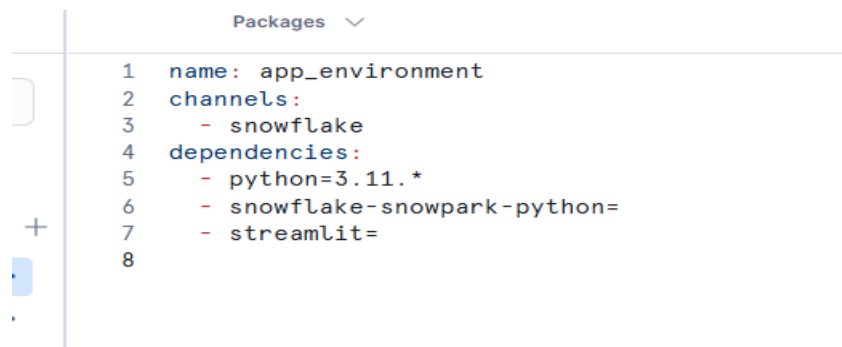 Packages
1 name: app_environment
2 channels:
3   - snowflake
4 dependencies:
5   - python=3.11.*
6   - snowflake-snowpark-python=
7   - streamlit=
8